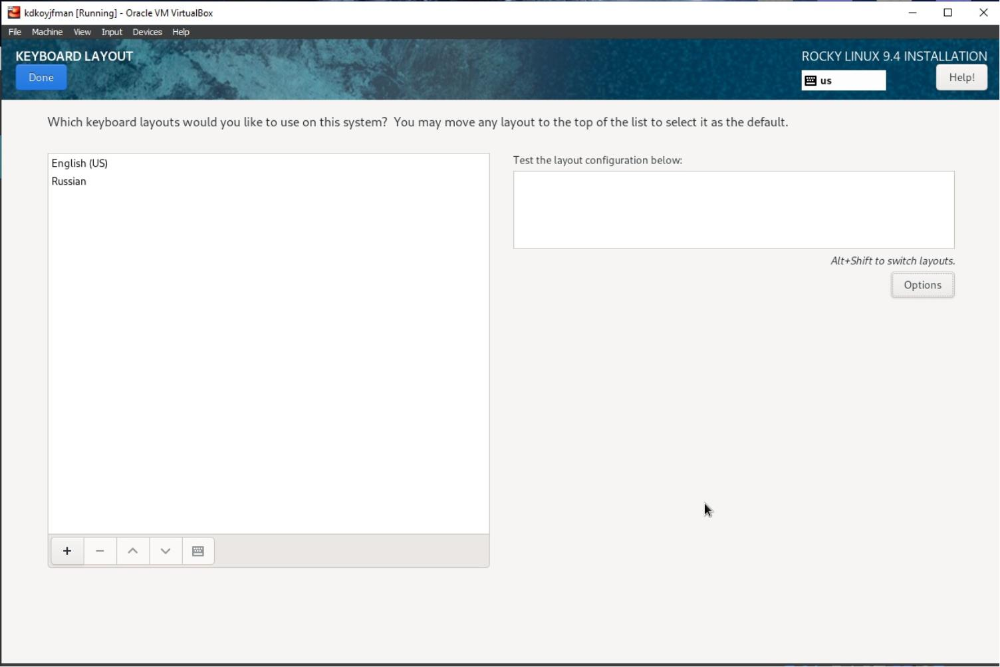 kdkoyjfman [Running] - Oracle VM VirtualBox
File Machine View Input Devices Help
KEYBOARD LAYOUT
ROCKY LINUX 9.4 INSTALLATION
Done
us
Help!
Which keyboard layouts would you like to use on this system? You may move any layout to the top of the list to select it as the default.
English (US)
Russian
Test the layout configuration below:
Alt+Shift to switch layouts.
Options